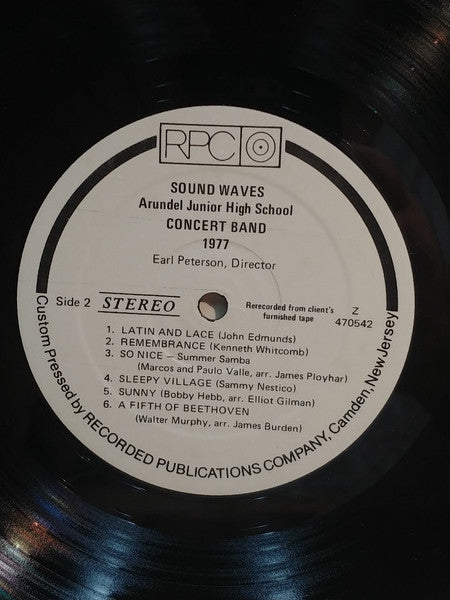 RPC
SOUND WAVES
Arundel Junior High School
CONCERT BAND
1977
Earl Peterson, Director
Side 2 STEREO
Rerecorded from client's
furnished tape
Z
470542
1. LATIN AND LACE (John Edmunds)
2. REMEMBRANCE (Kenneth Whitcomb)
3. SO NICE – Summer Samba
(Marcos and Paulo Valle, arr. James Ployhar)
4. SLEEPY VILLAGE (Sammy Nestico)
5. SUNNY (Bobby Hebb, arr. Elliot Gilman)
6. A FIFTH OF BEETHOVEN
(Walter Murphy, arr. James Burden)
Custom Pressed by RECORDED PUBLICATIONS COMPANY, Camden, New Jersey